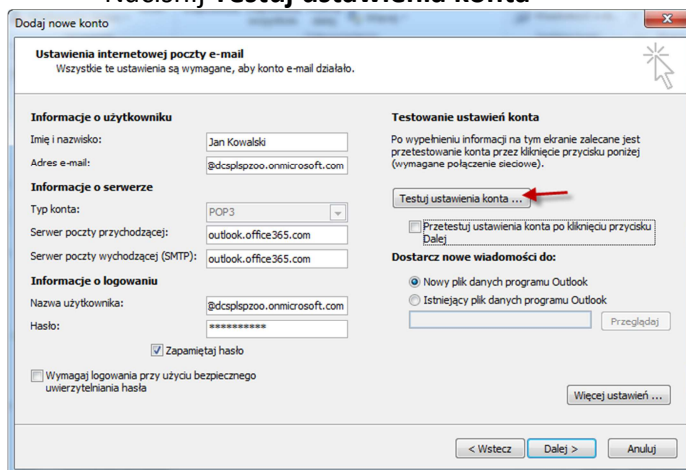 Naciśnij Testuj ustawienia konta
Dodaj nowe konto
Ustawienia internetowej poczty e-mail
Wszystkie te ustawienia są wymagane, aby konto e-mail działało.
Informacje o użytkowniku
Imię i nazwisko: Jan Kowalski
Adres e-mail: @dcsplspzoo.onmicrosoft.com
Informacje o serwerze
Typ konta: POP3
Serwer poczty przychodzącej: outlook.office365.com
Serwer poczty wychodzącej (SMTP): outlook.office365.com
Informacje o logowaniu
Nazwa użytkownika: @dcsplspzoo.onmicrosoft.com
Hasło: **********
Zapamiętaj hasło
Wymagaj logowania przy użyciu bezpiecznego
uwierzytelniania hasła
Testowanie ustawień konta
Po wypełnieniu informacji na tym ekranie zalecane jest
przetestowanie konta przez kliknięcie przycisku poniżej
(wymagane połączenie sieciowe).
Testuj ustawienia konta ...
Przetestuj ustawienia konta po kliknięciu przycisku
Dalej
Dostarcz nowe wiadomości do:
Nowy plik danych programu Outlook
Istniejący plik danych programu Outlook
Przeglądaj
Więcej ustawień ...
< Wstecz Dalej > Anuluj